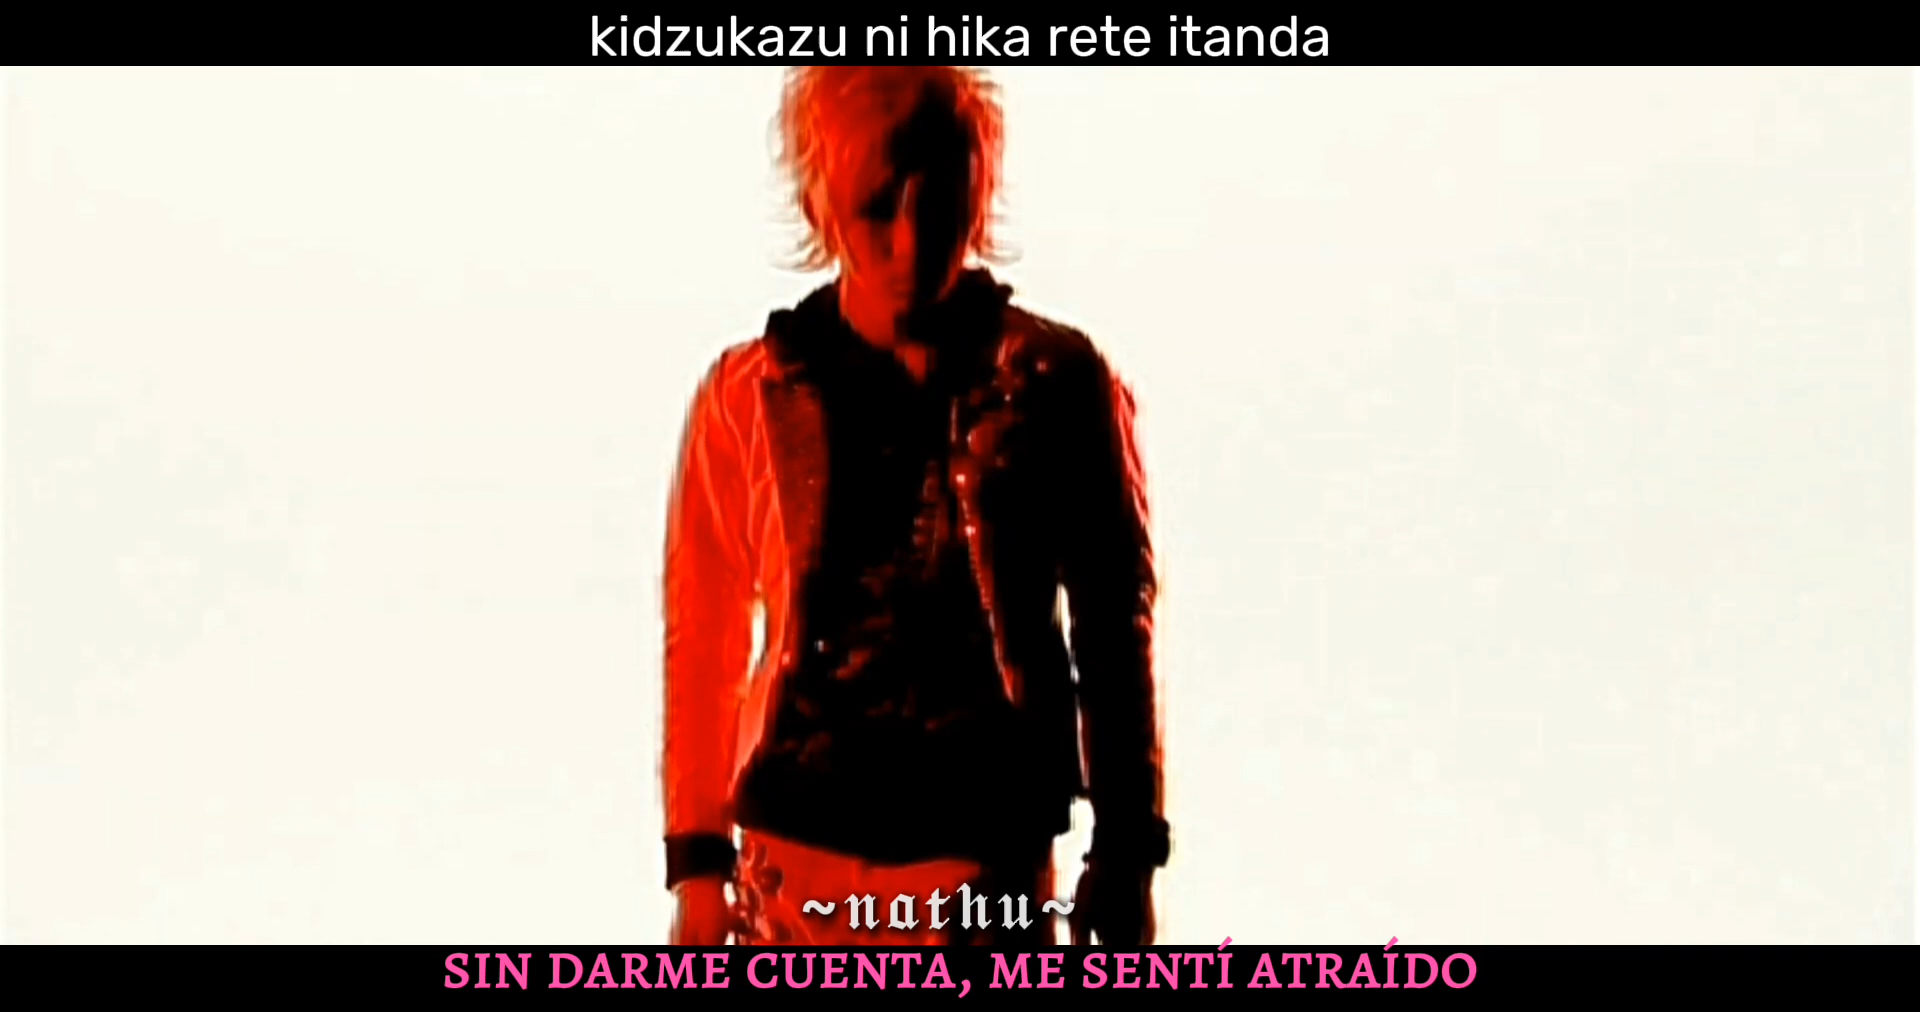 kidzukazu ni hika rete itanda
~nathu~
SIN DARME CUENTA, ME SENTÍ ATRAÍDO